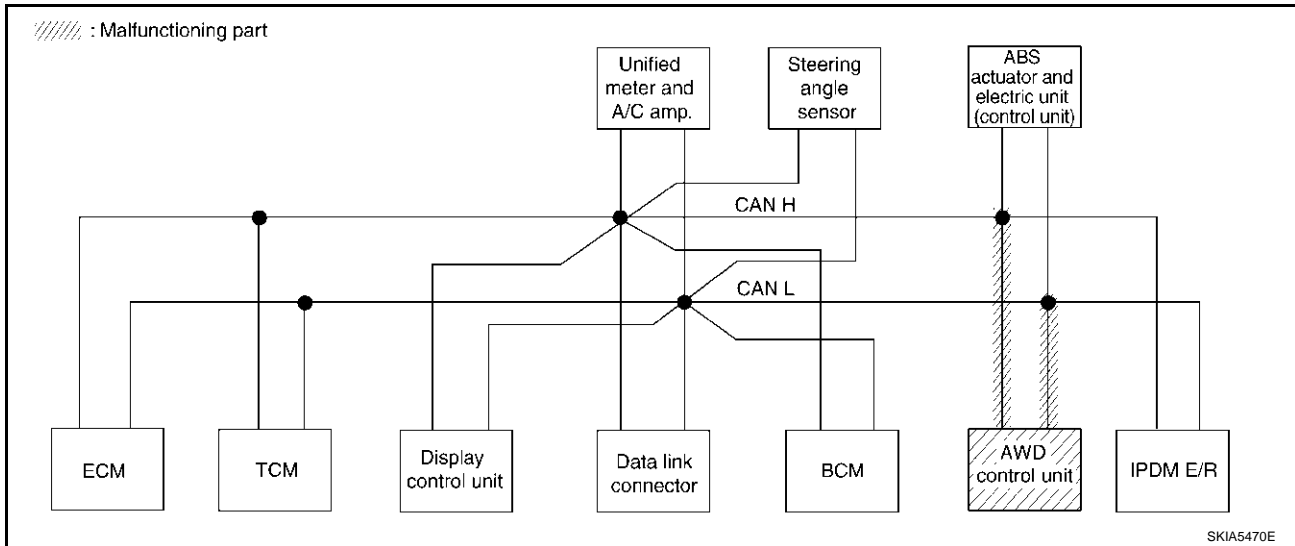 : Malfunctioning part
Unified
meter and
A/C amp.
Steering
angle
sensor
ABS
actuator and
electric unit
(control unit)
CAN H
CAN L
ECM
TCM
Display
control unit
Data link
connector
BCM
AWD
control unit
IPDM E/R
SKIA5470E